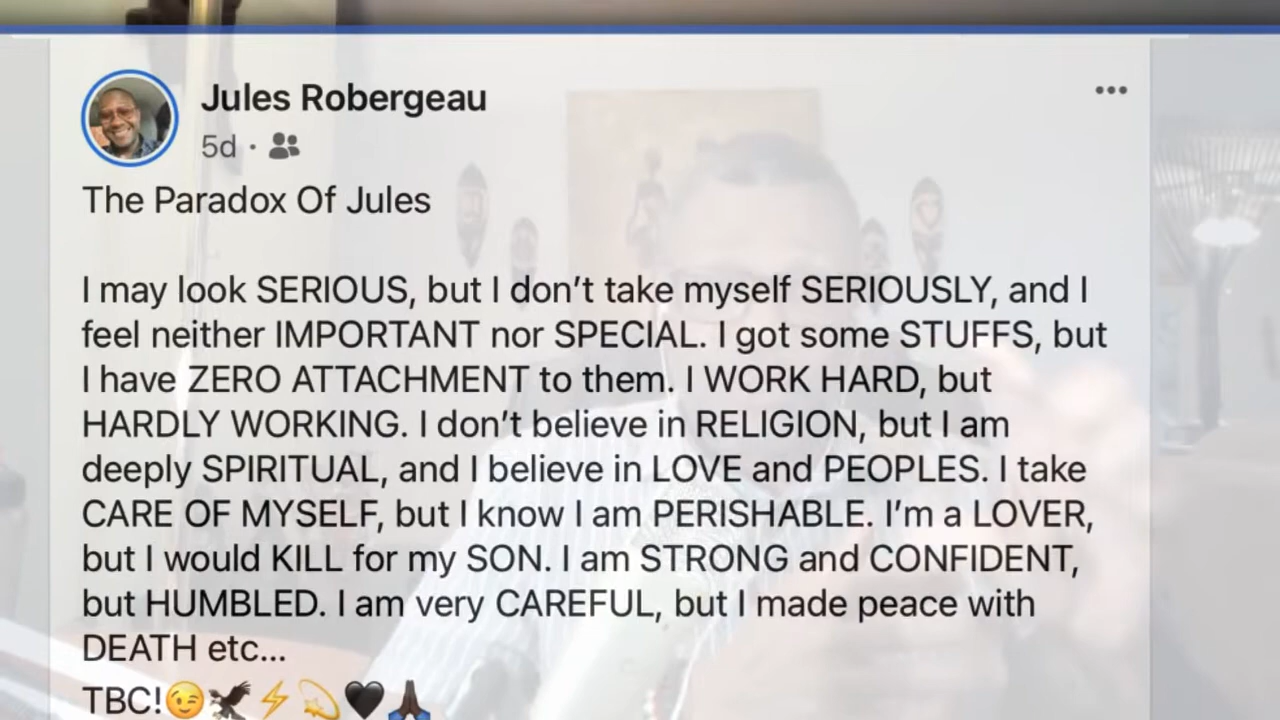 Jules Robergeau
5d ·
The Paradox Of Jules
I may look SERIOUS, but I don’t take myself SERIOUSLY, and I
feel neither IMPORTANT nor SPECIAL. I got some STUFFS, but
I have ZERO ATTACHMENT to them. I WORK HARD, but
HARDLY WORKING. I don’t believe in RELIGION, but I am
deeply SPIRITUAL, and I believe in LOVE and PEOPLES. I take
CARE OF MYSELF, but I know I am PERISHABLE. I’m a LOVER,
but I would KILL for my SON. I am STRONG and CONFIDENT,
but HUMBLED. I am very CAREFUL, but I made peace with
DEATH etc...
TBC!😉🦅⚡💫🖤🙏🏿